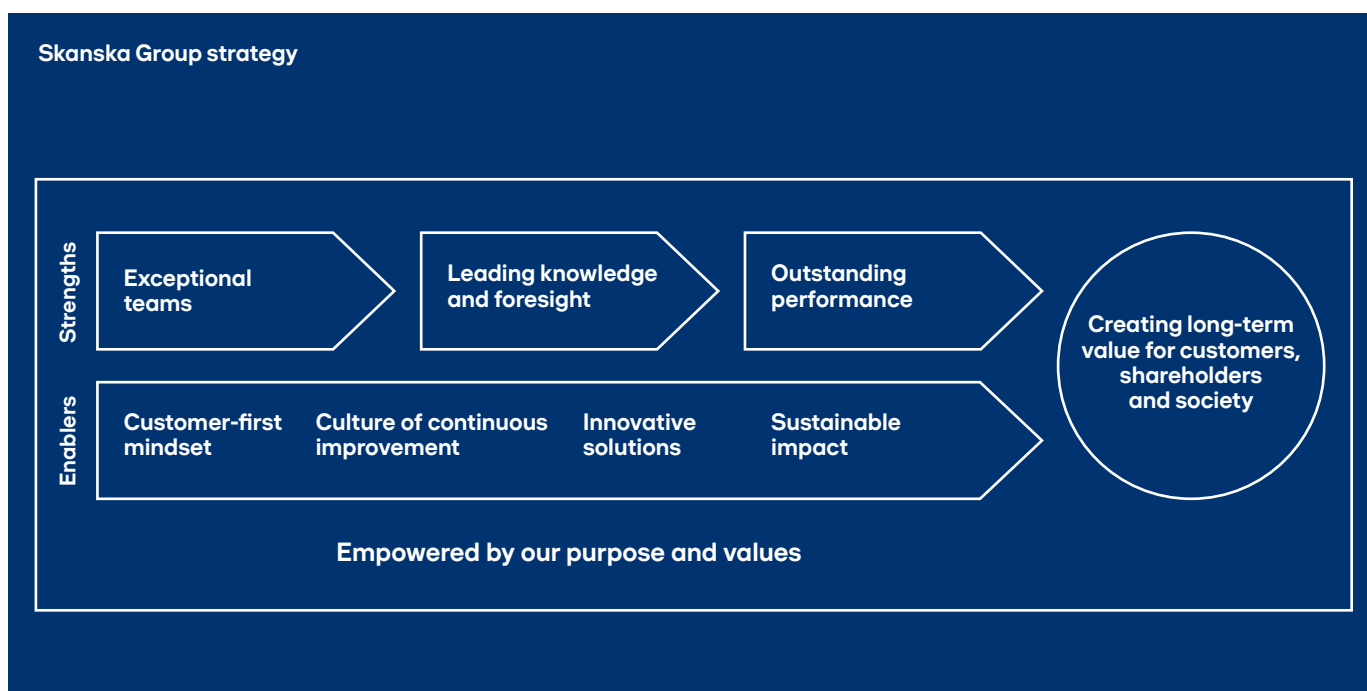 Skanska Group strategy
Strengths
Exceptional
teams
Leading knowledge
and foresight
Outstanding
performance
Creating long-term
value for customers,
shareholders
and society
Enablers
Customer-first
mindset
Culture of continuous
improvement
Innovative
solutions
Sustainable
impact
Empowered by our purpose and values